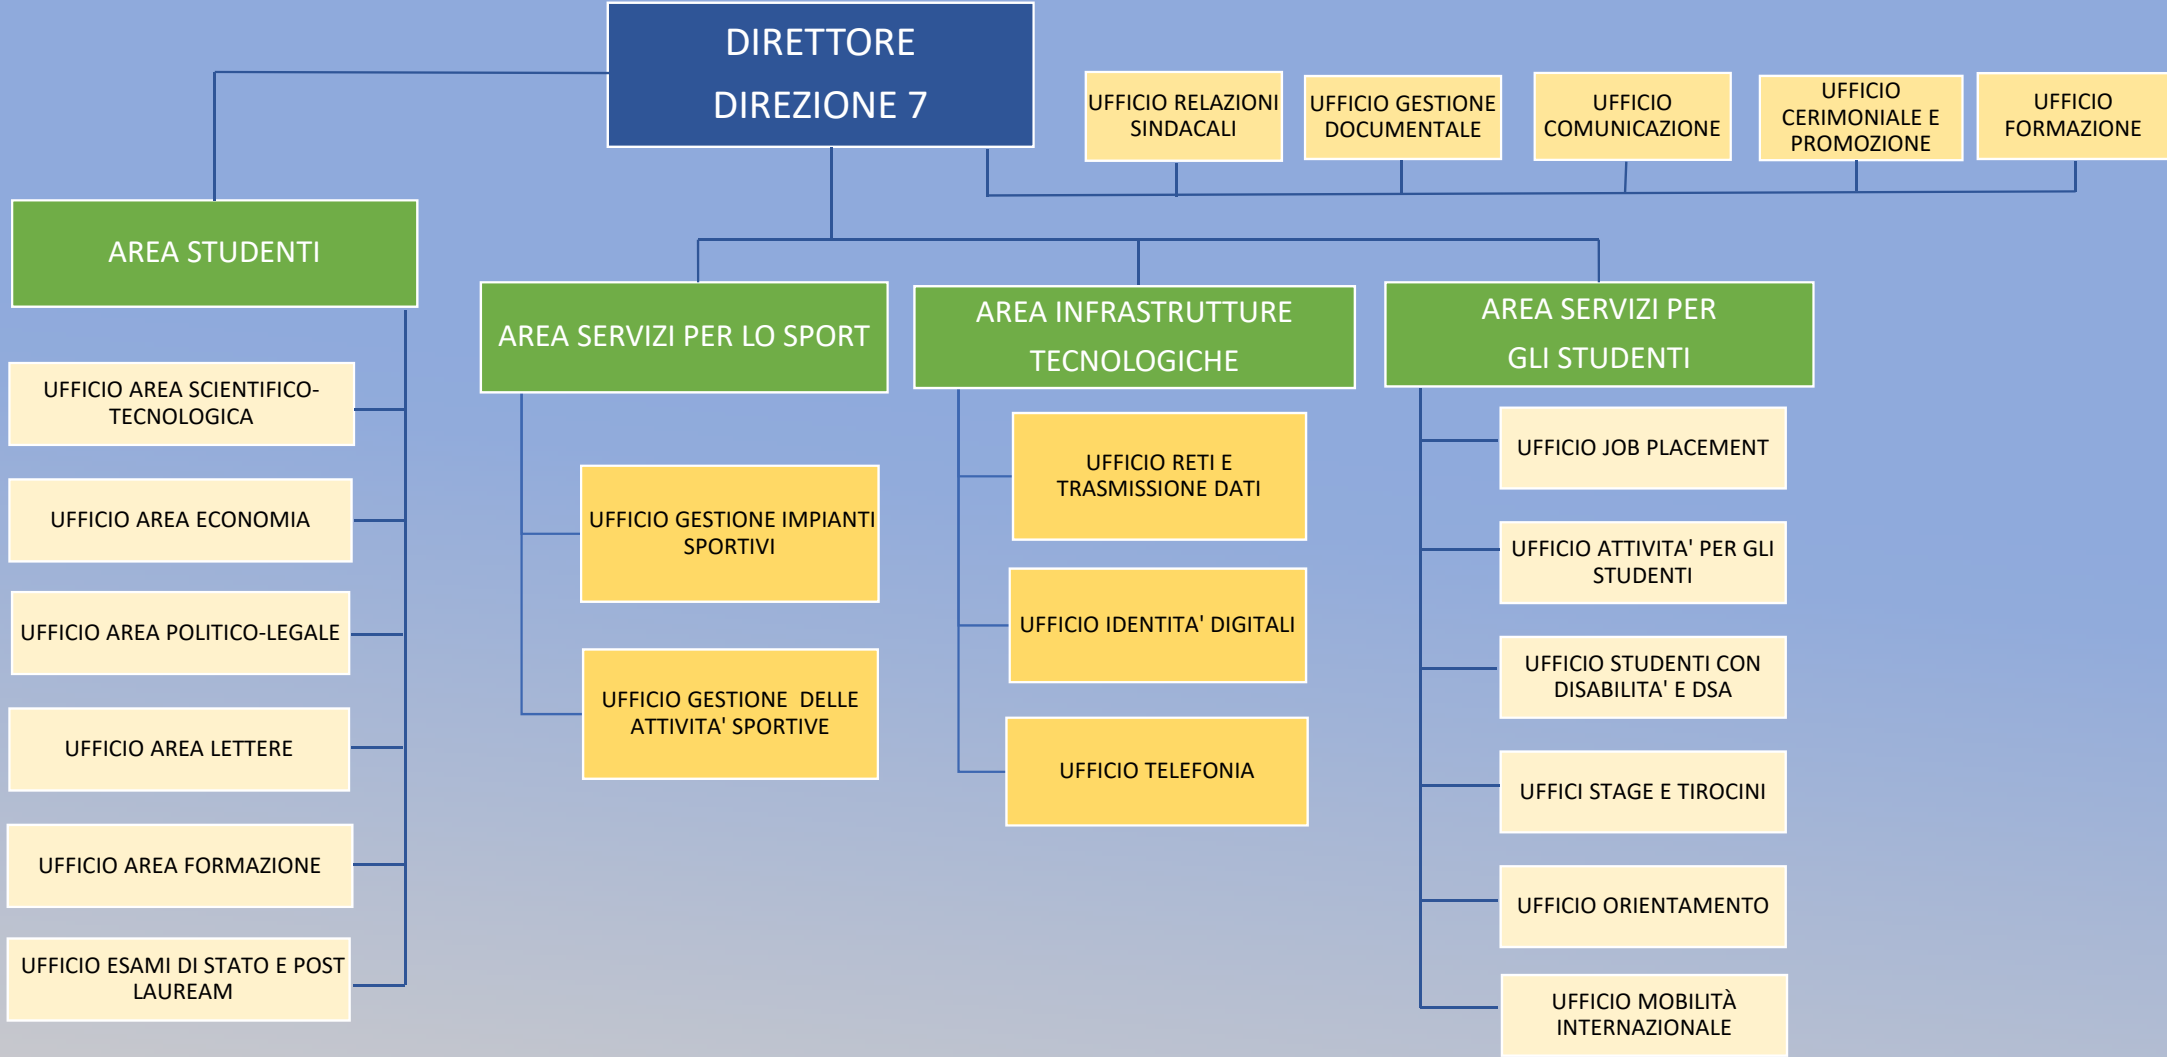 DIRETTORE
DIREZIONE 7
UFFICIO RELAZIONI
SINDACALI
UFFICIO GESTIONE
DOCUMENTALE
UFFICIO
COMUNICAZIONE
UFFICIO
CERIMONIALE E
PROMOZIONE
UFFICIO
FORMAZIONE
AREA STUDENTI
UFFICIO AREA SCIENTIFICO-
TECNOLOGICA
UFFICIO AREA ECONOMIA
UFFICIO AREA POLITICO-LEGALE
UFFICIO AREA LETTERE
UFFICIO AREA FORMAZIONE
UFFICIO ESAMI DI STATO E POST
LAUREAM
AREA SERVIZI PER LO SPORT
UFFICIO GESTIONE IMPIANTI
SPORTIVI
UFFICIO GESTIONE  DELLE
ATTIVITA' SPORTIVE
AREA INFRASTRUTTURE
TECNOLOGICHE
UFFICIO RETI E
TRASMISSIONE DATI
UFFICIO IDENTITA' DIGITALI
UFFICIO TELEFONIA
AREA SERVIZI PER
GLI STUDENTI
UFFICIO JOB PLACEMENT
UFFICIO ATTIVITA' PER GLI
STUDENTI
UFFICIO STUDENTI CON
DISABILITA' E DSA
UFFICI STAGE E TIROCINI
UFFICIO ORIENTAMENTO
UFFICIO MOBILITÀ
INTERNAZIONALE